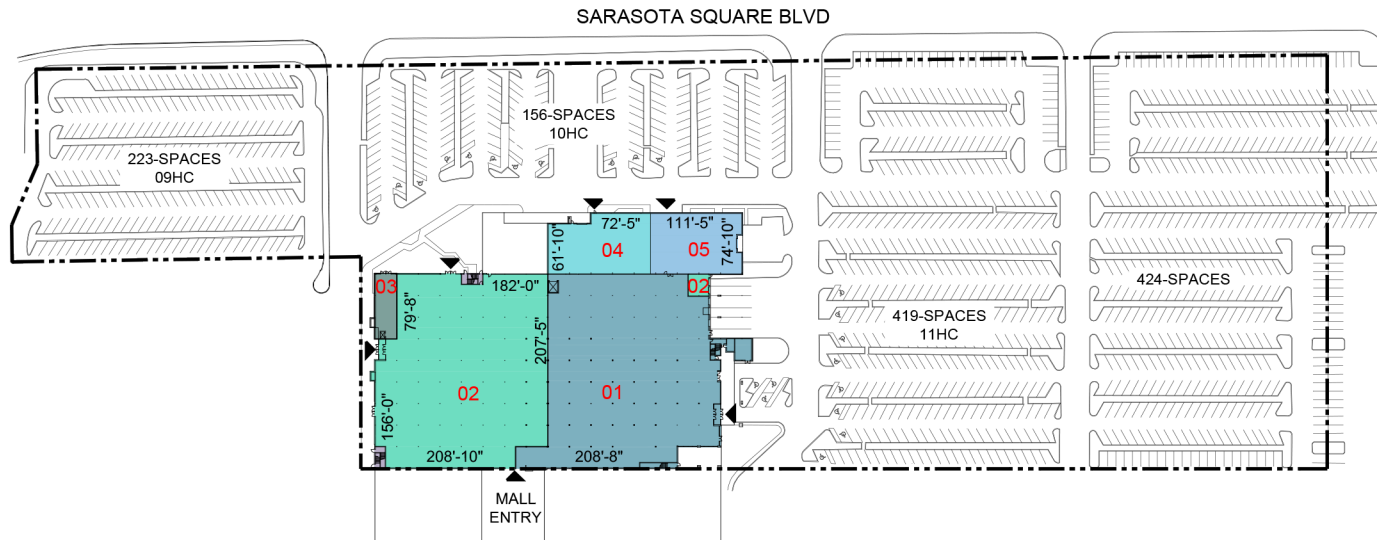 SARASOTA SQUARE BLVD
223-SPACES
09HC
156-SPACES
10HC
419-SPACES
11HC
424-SPACES
72'-5"
111'-5"
61'-10"
04
05
74'-10"
03
79'-8"
182'-0"
02
207'-5"
02
01
156'-0"
208'-10"
208'-8"
MALL
ENTRY